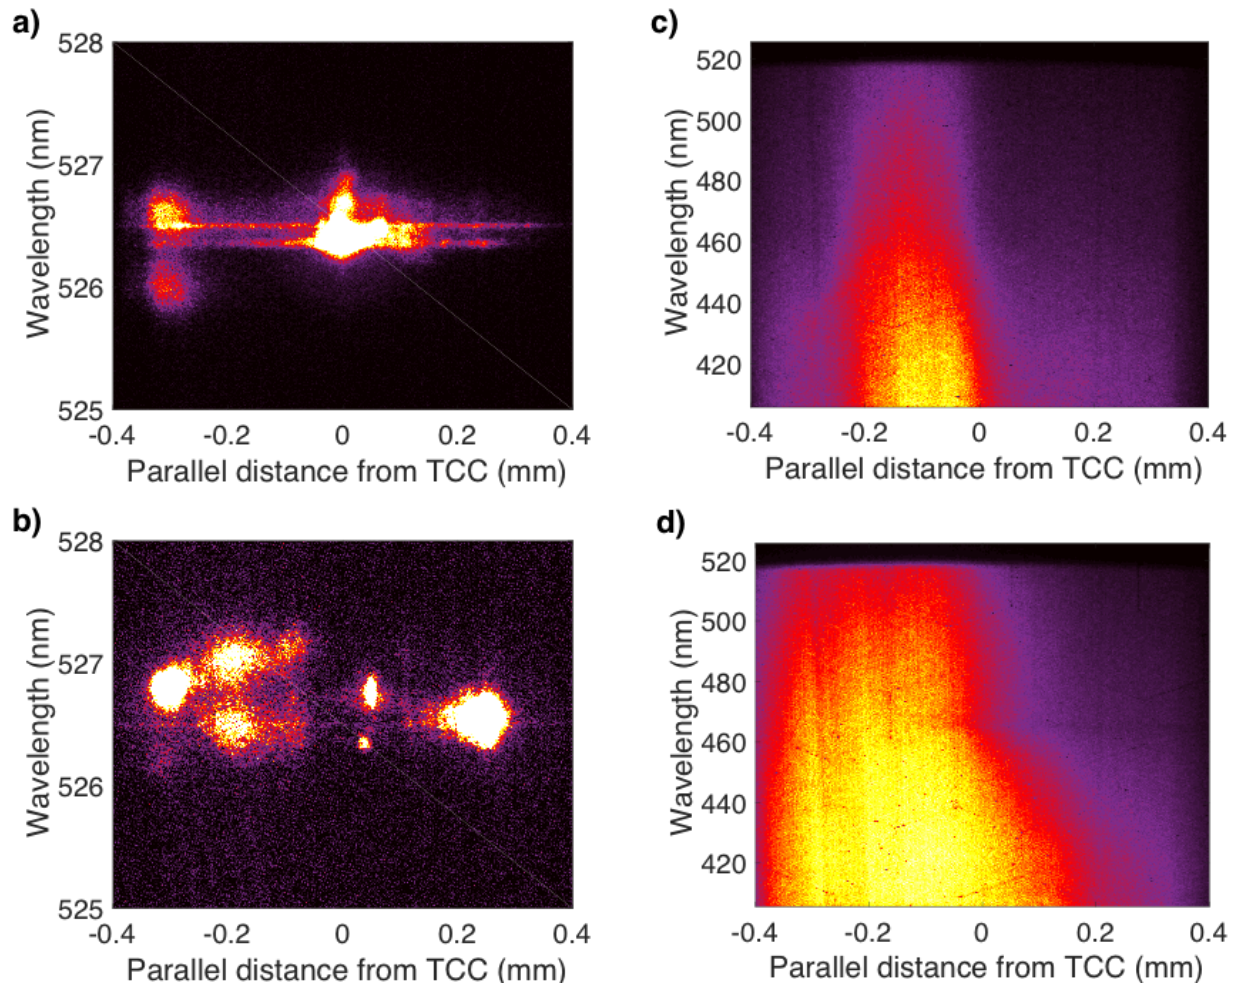 a)
528
527
526
525
Wavelength (nm)
-0.4 -0.2 0 0.2 0.4
Parallel distance from TCC (mm)
c)
520
500
480
460
440
420
Wavelength (nm)
-0.4 -0.2 0 0.2 0.4
Parallel distance from TCC (mm)
b)
528
527
526
525
Wavelength (nm)
-0.4 -0.2 0 0.2 0.4
Parallel distance from TCC (mm)
d)
520
500
480
460
440
420
Wavelength (nm)
-0.4 -0.2 0 0.2 0.4
Parallel distance from TCC (mm)